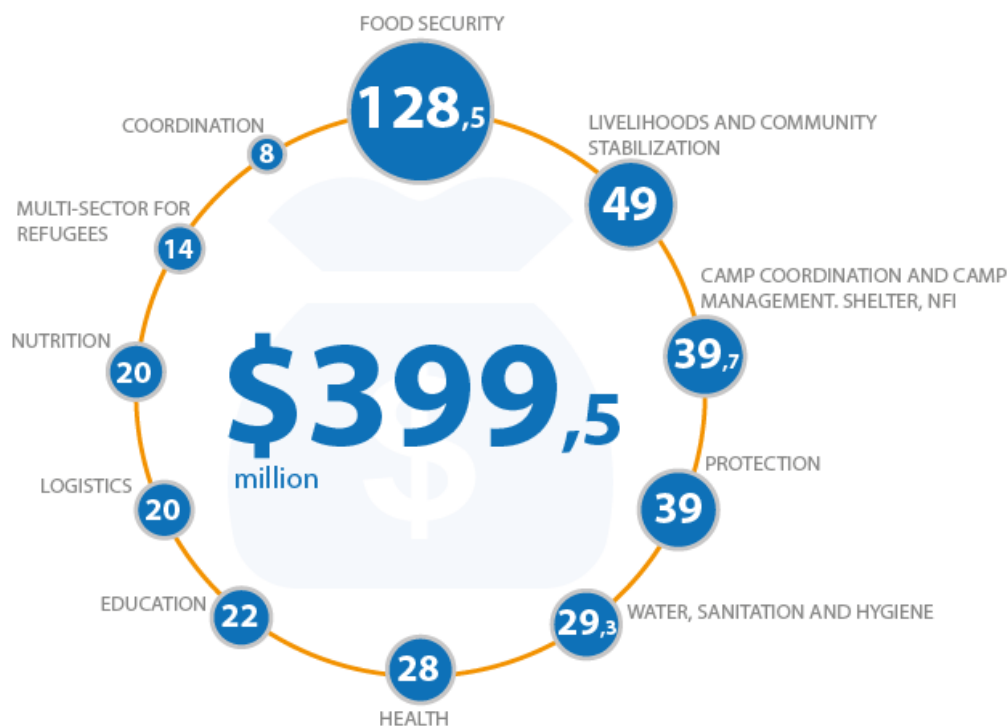 FOOD SECURITY
128,5
LIVELIHOODS AND COMMUNITY
STABILIZATION
49
CAMP COORDINATION AND CAMP
MANAGEMENT. SHELTER, NFI
39,7
PROTECTION
39
WATER, SANITATION AND HYGIENE
29,3
28
HEALTH
EDUCATION
22
LOGISTICS
20
NUTRITION
20
MULTI-SECTOR FOR
REFUGEES
14
COORDINATION
8
$399,5
million
$